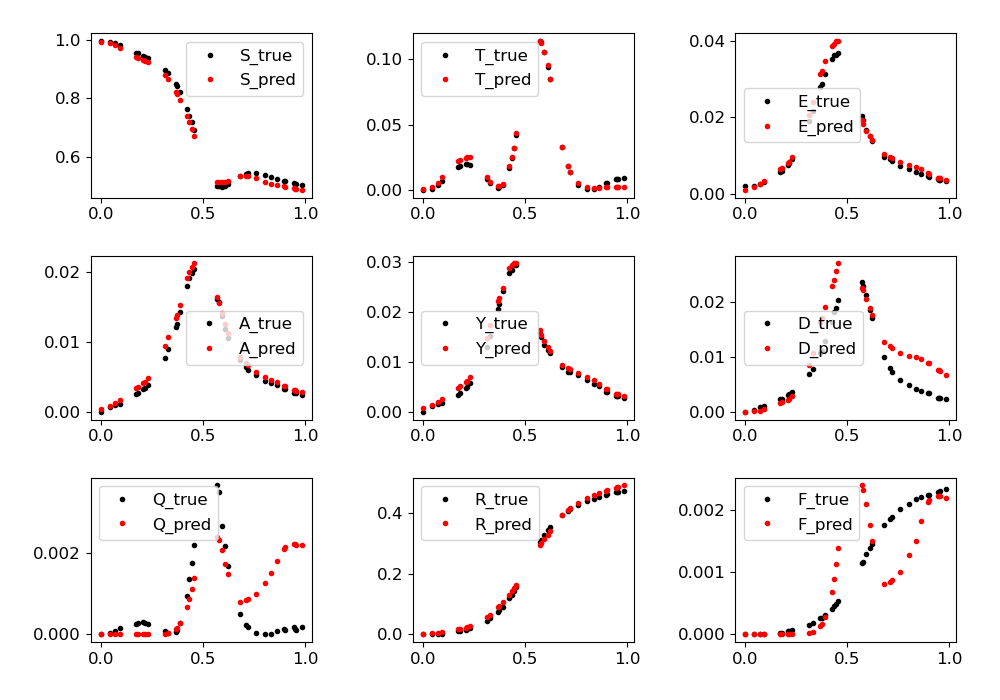 1.0
0.8
0.6
S_true
S_pred
0.0 0.5 1.0
0.10
0.05
0.00
T_true
T_pred
0.0 0.5 1.0
0.04
0.02
0.00
E_true
E_pred
0.0 0.5 1.0
0.02
0.01
0.00
A_true
A_pred
0.0 0.5 1.0
0.03
0.02
0.01
0.00
Y_true
Y_pred
0.0 0.5 1.0
0.02
0.01
0.00
D_true
D_pred
0.0 0.5 1.0
0.002
0.000
Q_true
Q_pred
0.0 0.5 1.0
0.4
0.2
0.0
R_true
R_pred
0.0 0.5 1.0
0.002
0.001
0.000
F_true
F_pred
0.0 0.5 1.0